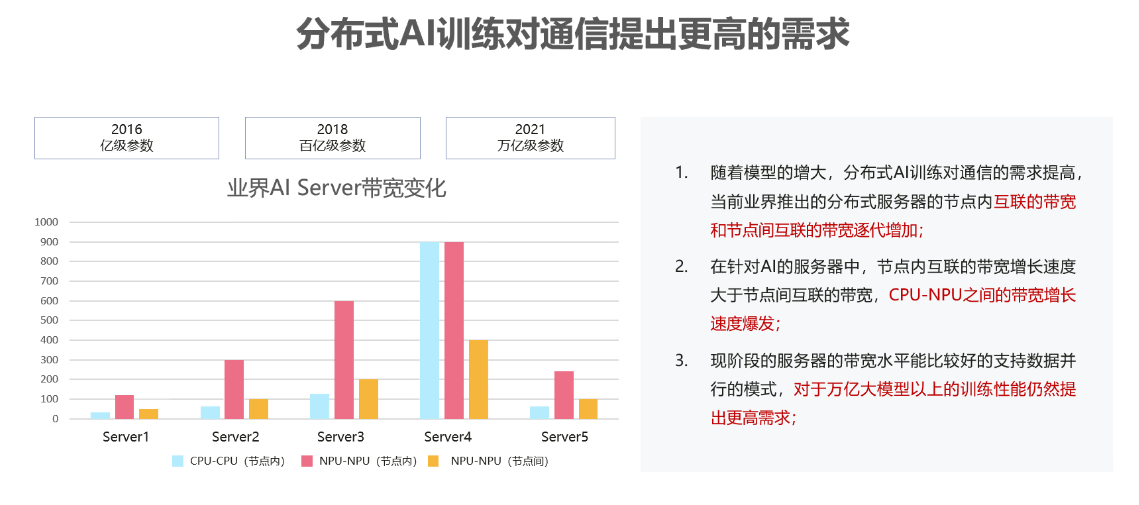 分布式AI训练对通信提出更高的需求
2016
亿级参数
2018
百亿级参数
2021
万亿级参数
业界AI Server带宽变化
1000
900
800
700
600
500
400
300
200
100
0
Server1
Server2
Server3
Server4
Server5
CPU-CPU（节点内）
NPU-NPU（节点内）
NPU-NPU（节点间）
1. 随着模型的增大，分布式AI训练对通信的需求提高，
当前业界推出的分布式服务器的节点内互联的带宽
和节点间互联的带宽逐代增加；
2. 在针对AI的服务器中，节点内互联的带宽增长速度
大于节点间互联的带宽，CPU-NPU之间的带宽增长
速度爆发；
3. 现阶段的服务器的带宽水平能比较好的支持数据并
行的模式，对于万亿大模型以上的训练性能仍然提
出更高需求；